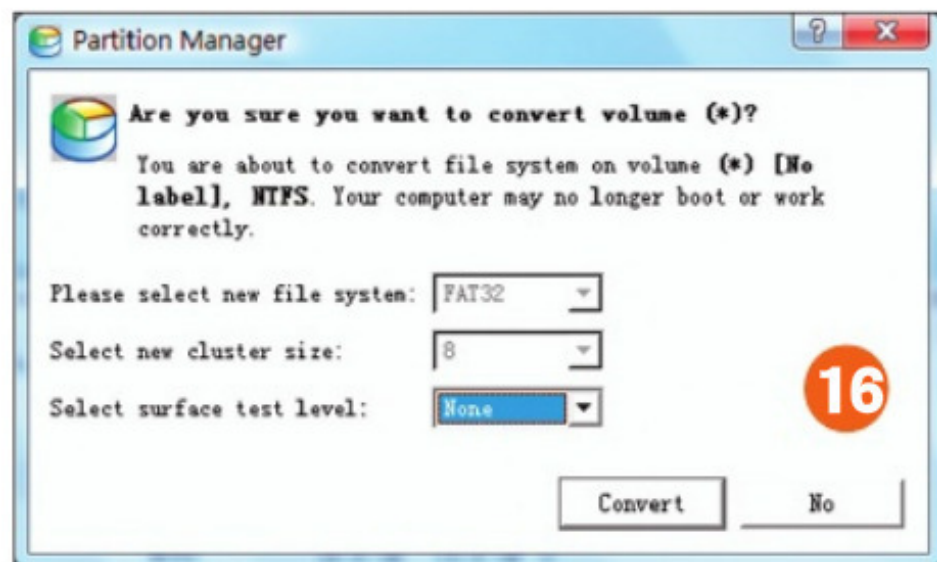 Partition Manager
Are you sure you want to convert volume (*)?
You are about to convert file system on volume (*) [No
label], NTFS. Your computer may no longer boot or work
correctly.
Please select new file system: FAT32
Select new cluster size: 8
Select surface test level: None
16
Convert No